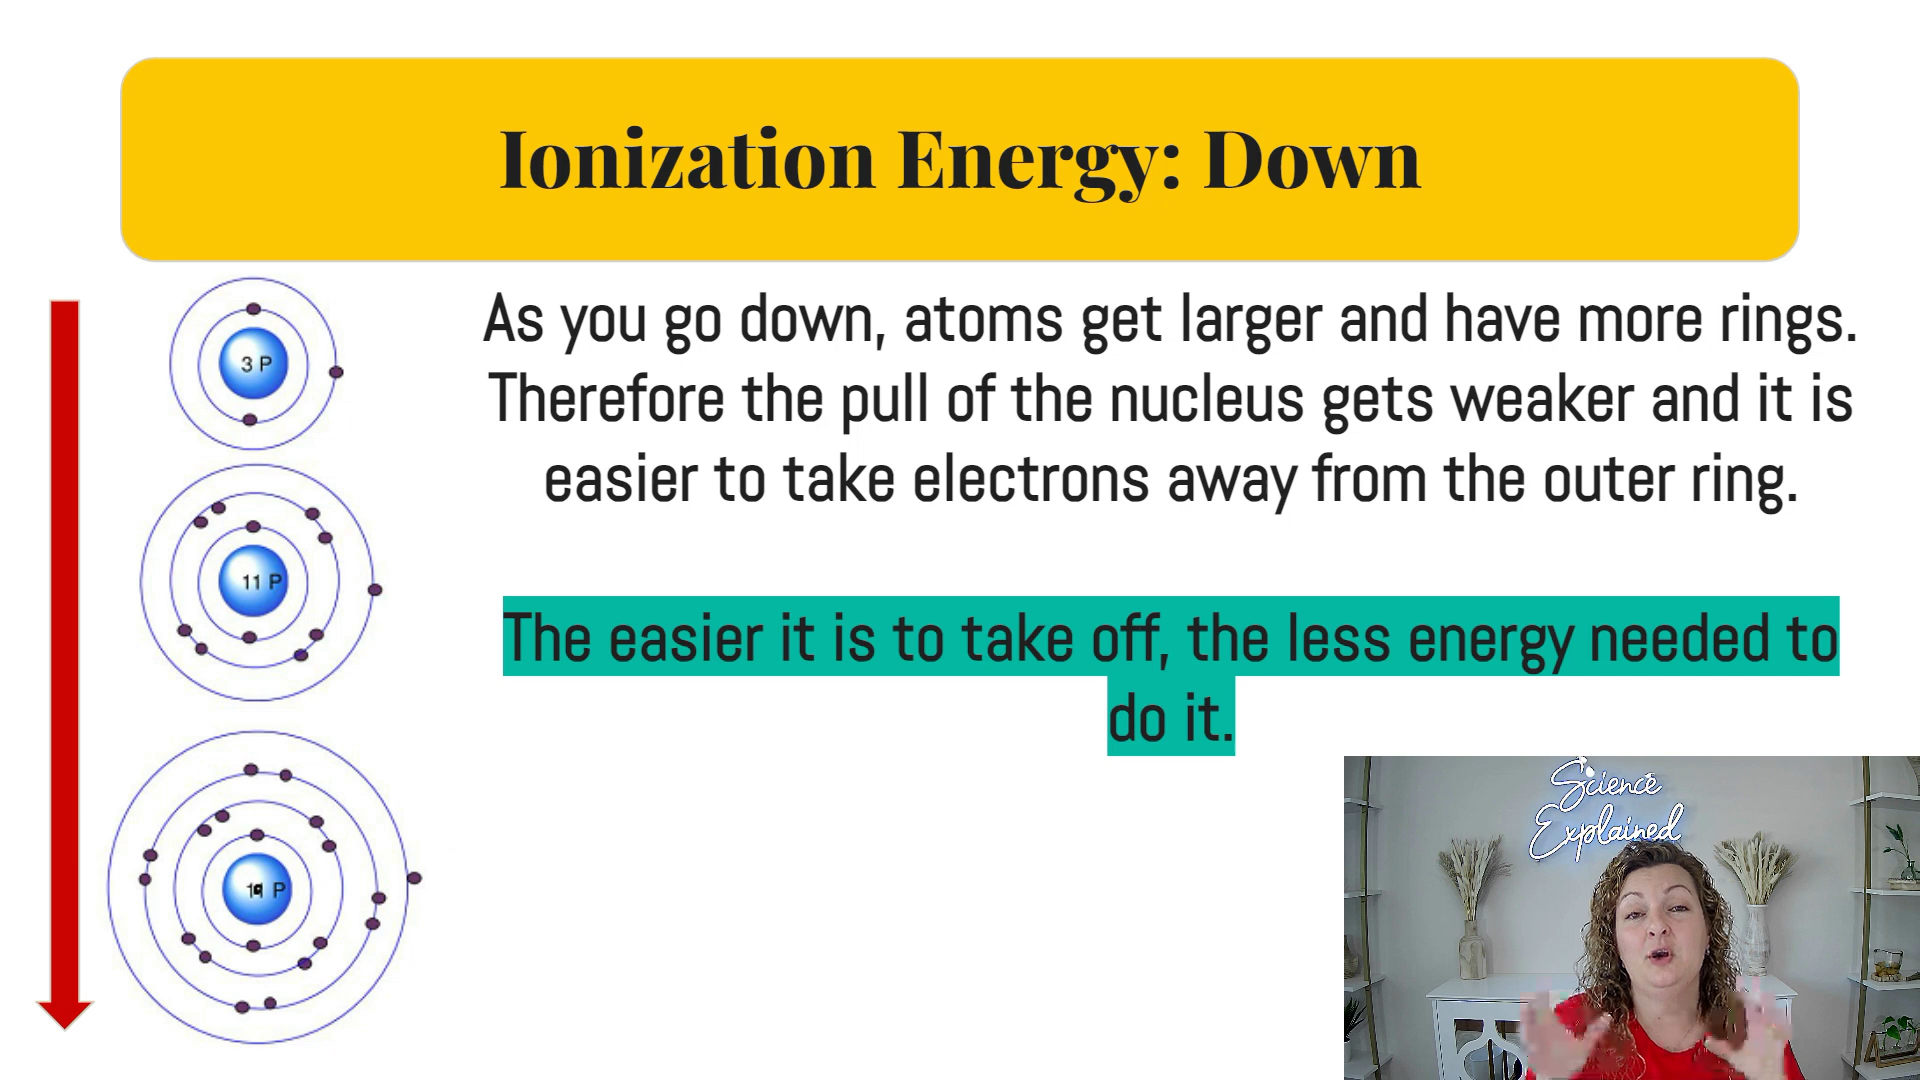 Ionization Energy: Down
As you go down, atoms get larger and have more rings.
Therefore the pull of the nucleus gets weaker and it is
easier to take electrons away from the outer ring.
The easier it is to take off, the less energy needed to
do it.
3 P
11 P
P
Science
Explained